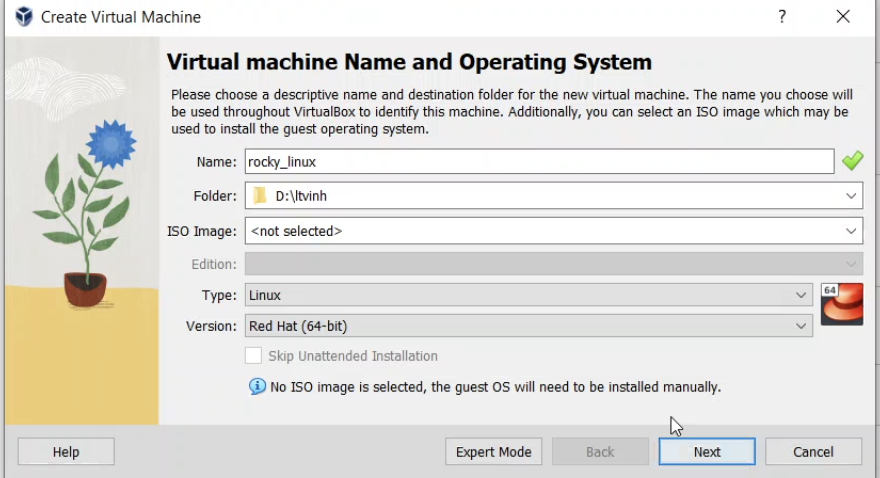 Create Virtual Machine
?
Virtual machine Name and Operating System
Please choose a descriptive name and destination folder for the new virtual machine. The name you choose will
be used throughout VirtualBox to identify this machine. Additionally, you can select an ISO image which may be
used to install the guest operating system.
Name: rocky_linux
Folder: D:\ltvinh
ISO Image: <not selected>
Edition:
Type: Linux
64
Version: Red Hat (64-bit)
Skip Unattended Installation
No ISO image is selected, the guest OS will need to be installed manually.
Help Expert Mode Back Next Cancel